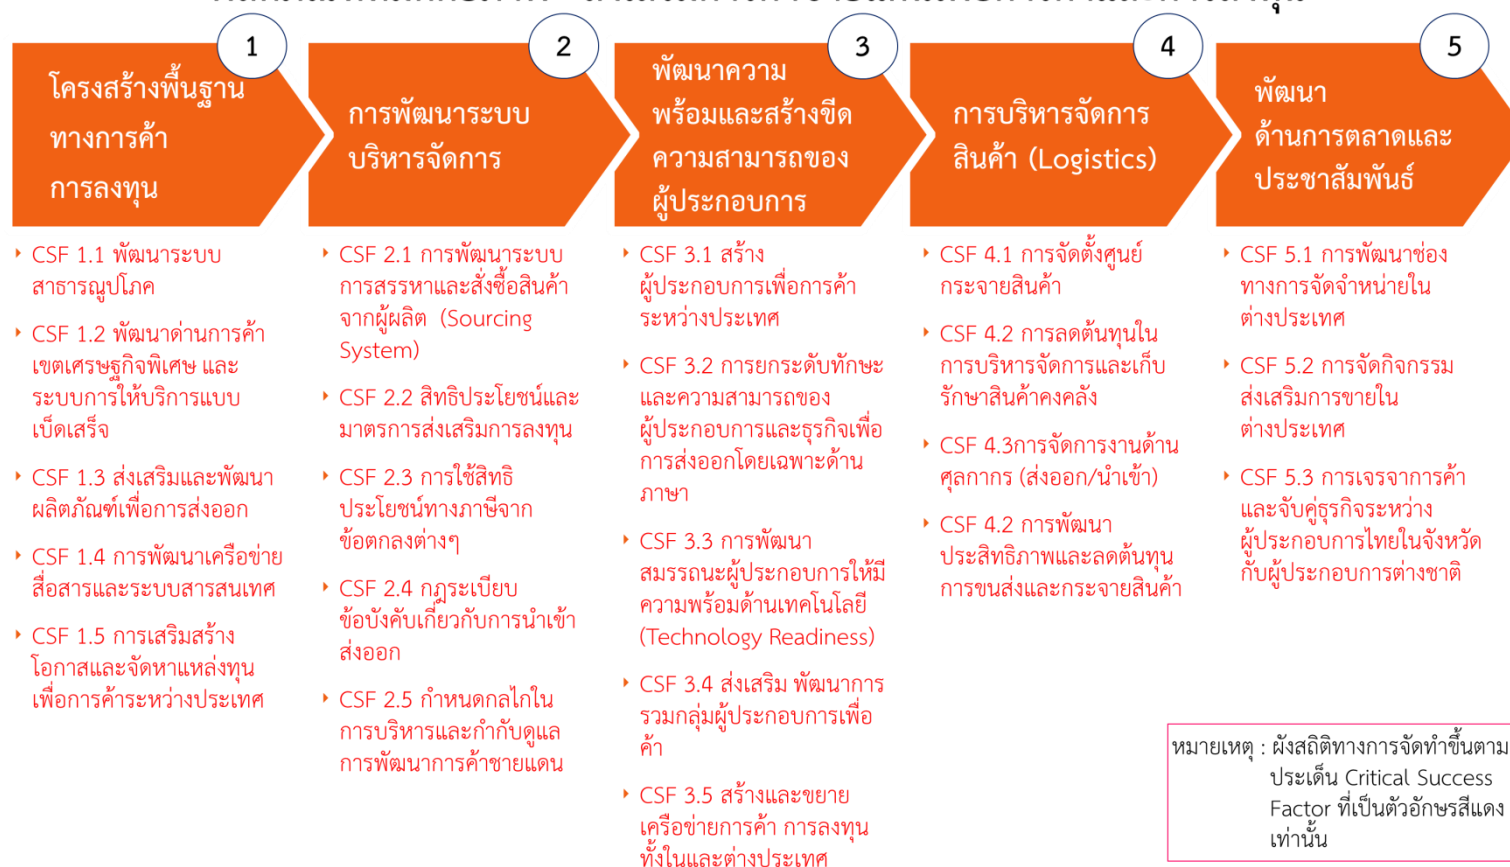 1
โครงสร้างพื้นฐาน
ทางการค้า
การลงทุน
CSF 1.1 พัฒนาระบบ
สาธารณูปโภค
CSF 1.2 พัฒนาด่านการค้า
เขตเศรษฐกิจพิเศษ และ
ระบบการให้บริการแบบ
เบ็ดเสร็จ
CSF 1.3 ส่งเสริมและพัฒนา
ผลิตภัณฑ์เพื่อการส่งออก
CSF 1.4 การพัฒนาเครือข่าย
สื่อสารและระบบสารสนเทศ
CSF 1.5 การเสริมสร้าง
โอกาสและจัดหาแหล่งทุน
เพื่อการค้าระหว่างประเทศ
2
การพัฒนาระบบ
บริหารจัดการ
CSF 2.1 การพัฒนาระบบ
การสรรหาและสั่งซื้อสินค้า
จากผู้ผลิต (Sourcing
System)
CSF 2.2 สิทธิประโยชน์และ
มาตรการส่งเสริมการลงทุน
CSF 2.3 การใช้สิทธิ
ประโยชน์ทางภาษีจาก
ข้อตกลงต่างๆ
CSF 2.4 กฎระเบียบ
ข้อบังคับเกี่ยวกับการนำเข้า
ส่งออก
CSF 2.5 กำหนดกลไกใน
การบริหารและกำกับดูแล
การพัฒนาการค้าชายแดน
3
พัฒนาความ
พร้อมและสร้างขีด
ความสามารถของ
ผู้ประกอบการ
CSF 3.1 สร้าง
ผู้ประกอบการเพื่อการค้า
ระหว่างประเทศ
CSF 3.2 การยกระดับทักษะ
และความสามารถของ
ผู้ประกอบการและธุรกิจเพื่อ
การส่งออกโดยเฉพาะด้าน
ภาษา
CSF 3.3 การพัฒนา
สมรรถนะผู้ประกอบการให้มี
ความพร้อมด้านเทคโนโลยี
(Technology Readiness)
CSF 3.4 ส่งเสริม พัฒนาการ
รวมกลุ่มผู้ประกอบการเพื่อ
ค้า
CSF 3.5 สร้างและขยาย
เครือข่ายการค้า การลงทุน
ทั้งในและต่างประเทศ
4
การบริหารจัดการ
สินค้า (Logistics)
CSF 4.1 การจัดตั้งศูนย์
กระจายสินค้า
CSF 4.2 การลดต้นทุนใน
การบริหารจัดการและเก็บ
รักษาสินค้าคงคลัง
CSF 4.3การจัดการงานด้าน
ศุลกากร (ส่งออก/นำเข้า)
CSF 4.2 การพัฒนา
ประสิทธิภาพและลดต้นทุน
การขนส่งและกระจายสินค้า
5
พัฒนา
ด้านการตลาดและ
ประชาสัมพันธ์
CSF 5.1 การพัฒนาช่อง
ทางการจัดจำหน่ายใน
ต่างประเทศ
CSF 5.2 การจัดกิจกรรม
ส่งเสริมการขายใน
ต่างประเทศ
CSF 5.3 การเจรจาการค้า
และจับคู่ธุรกิจระหว่าง
ผู้ประกอบการไทยในจังหวัด
กับผู้ประกอบการต่างชาติ
หมายเหตุ : ผังสถิติทางการจัดทำขึ้นตาม
ประเด็น Critical Success
Factor ที่เป็นตัวอักษรสีแดง
เท่านั้น